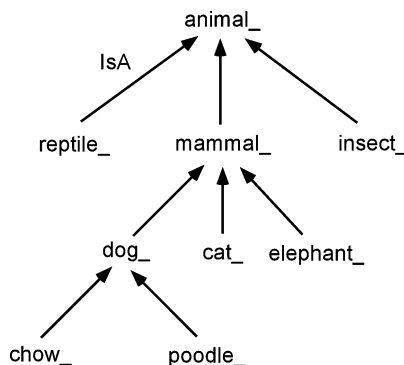 animal_
IsA
reptile_ mammal_ insect_
dog_ cat_ elephant_
chow_ poodle_